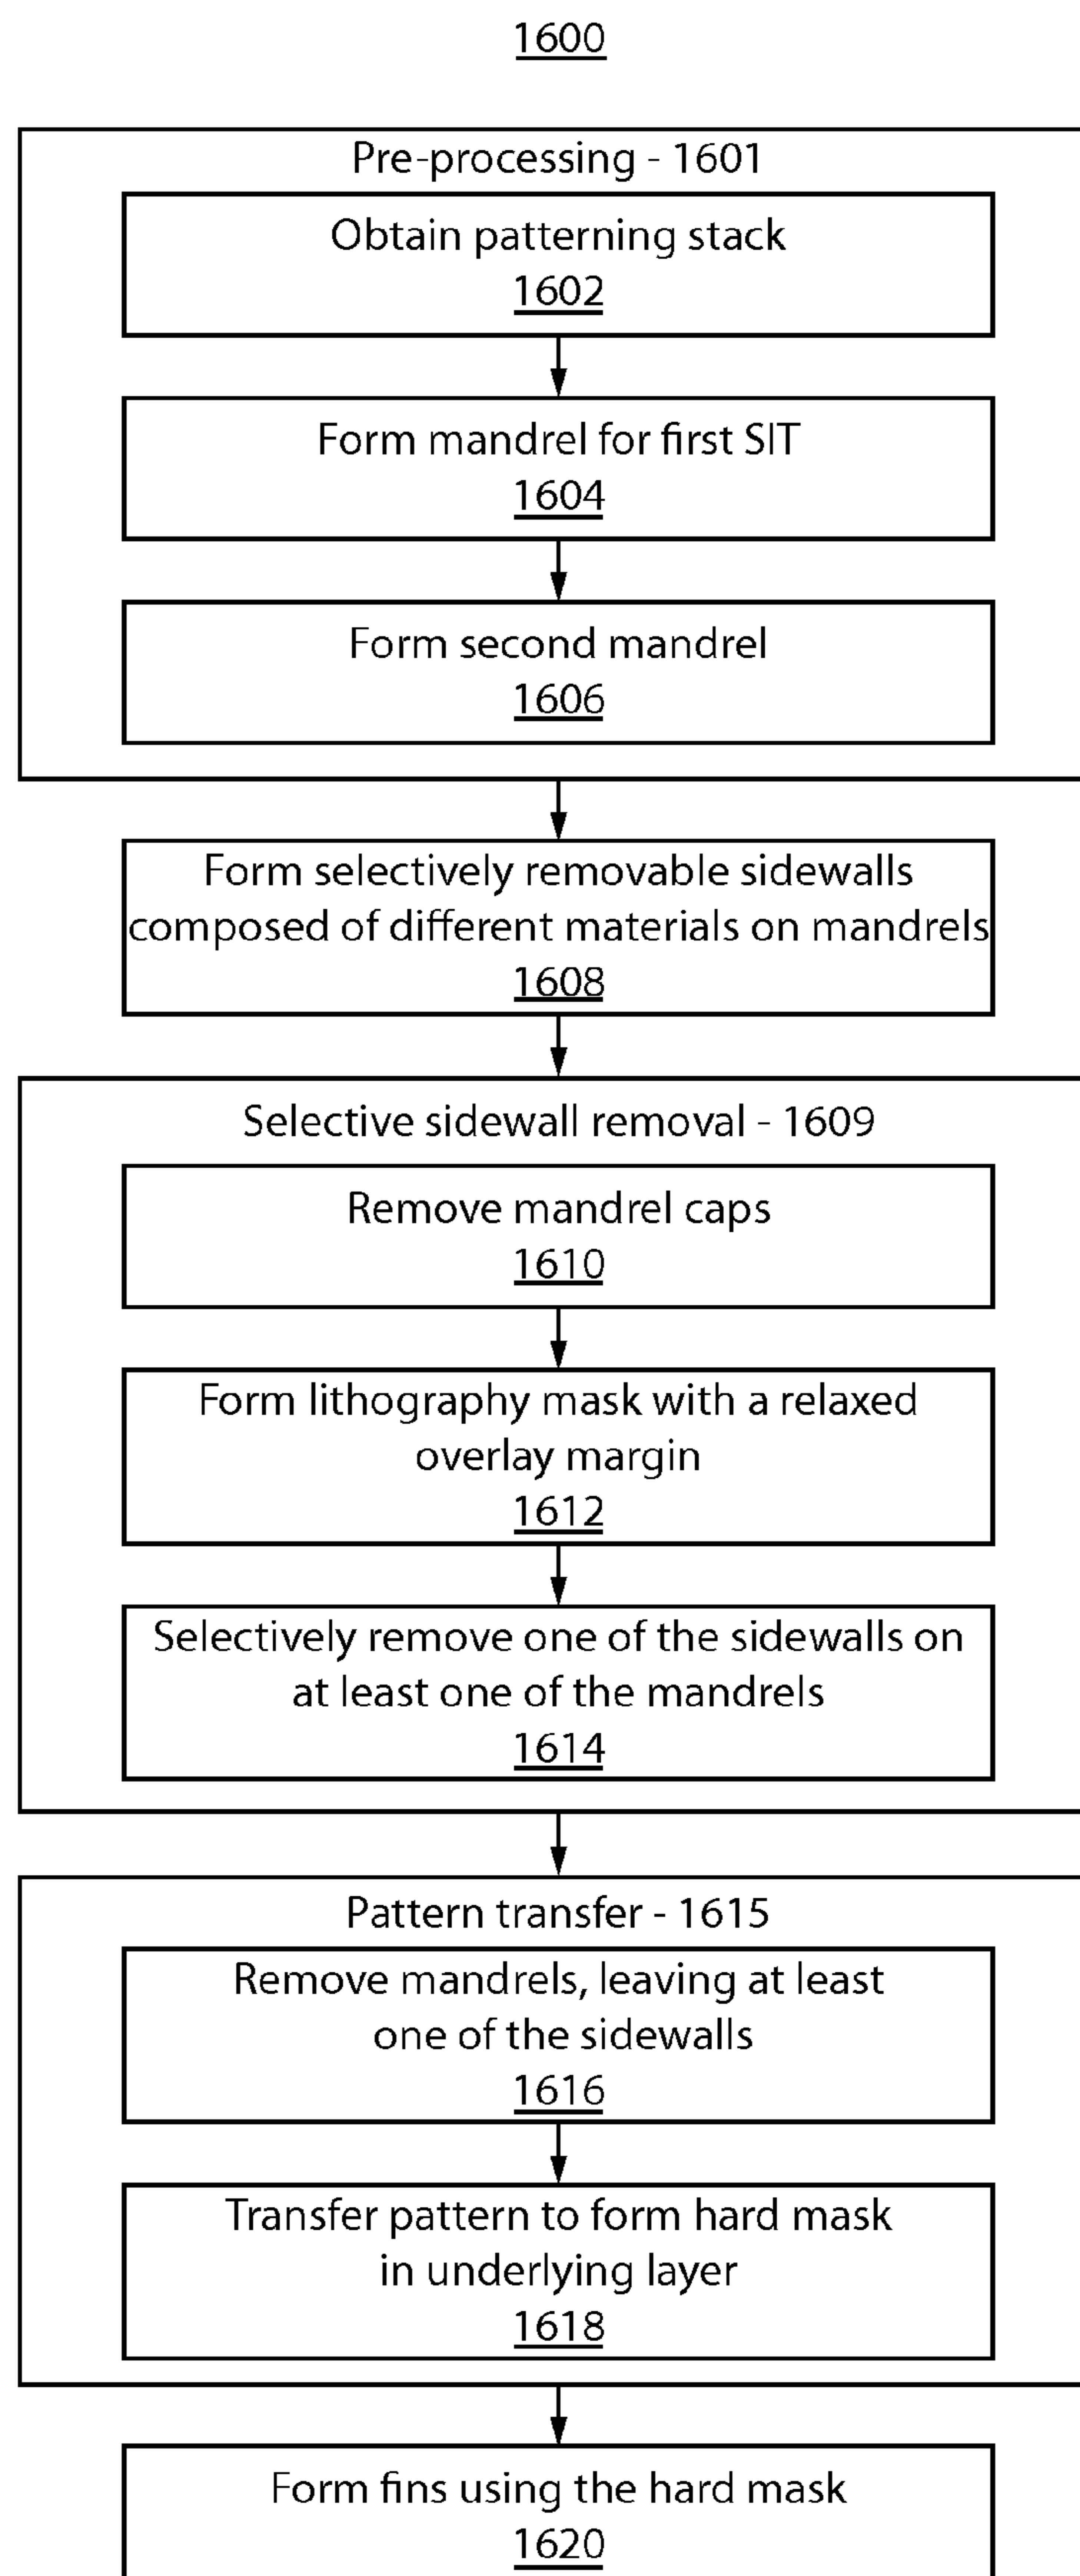 1600
Pre-processing - 1601
Obtain patterning stack
1602
Form mandrel for first SIT
1604
Form second mandrel
1606
Form selectively removable sidewalls
composed of different materials on mandrels
1608
Selective sidewall removal - 1609
Remove mandrel caps
1610
Form lithography mask with a relaxed
overlay margin
1612
Selectively remove one of the sidewalls on
at least one of the mandrels
1614
Pattern transfer - 1615
Remove mandrels, leaving at least
one of the sidewalls
1616
Transfer pattern to form hard mask
in underlying layer
1618
Form fins using the hard mask
1620